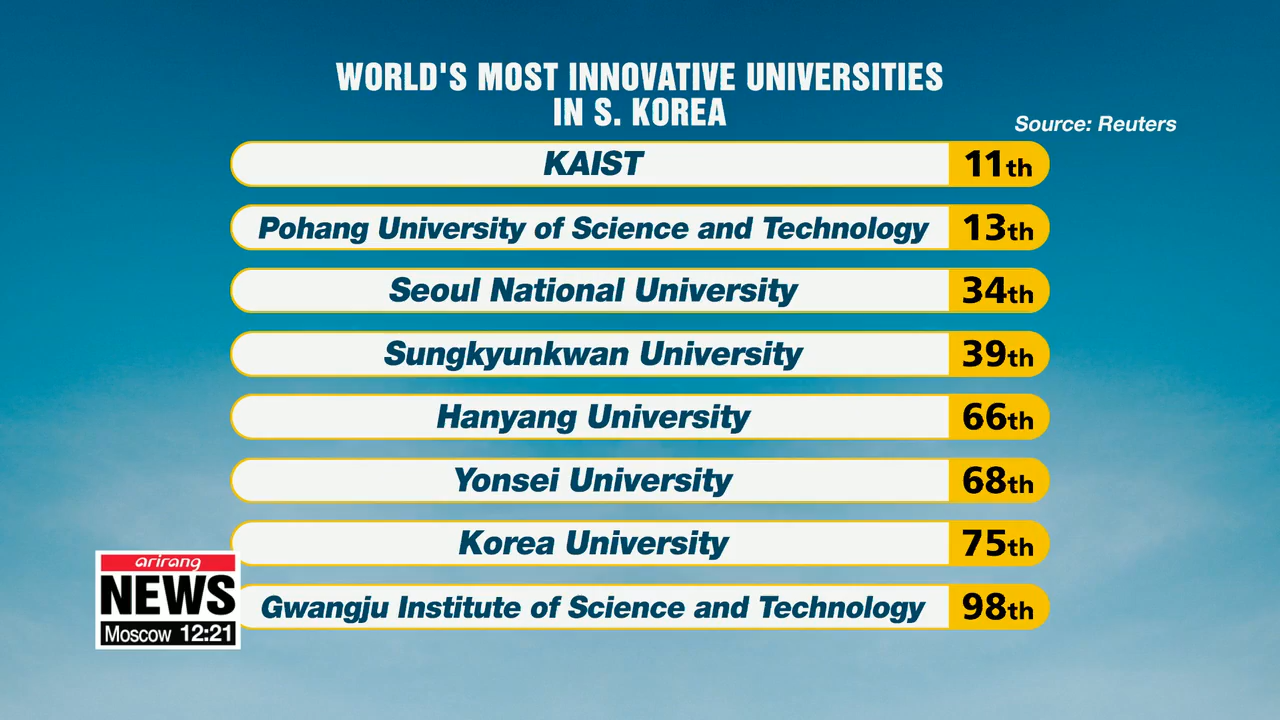 WORLD'S MOST INNOVATIVE UNIVERSITIES
IN S. KOREA
Source: Reuters
KAIST 11th
Pohang University of Science and Technology 13th
Seoul National University 34th
Sungkyunkwan University 39th
Hanyang University 66th
Yonsei University 68th
Korea University 75th
Gwangju Institute of Science and Technology 98th
arirang
NEWS
Moscow 12:21